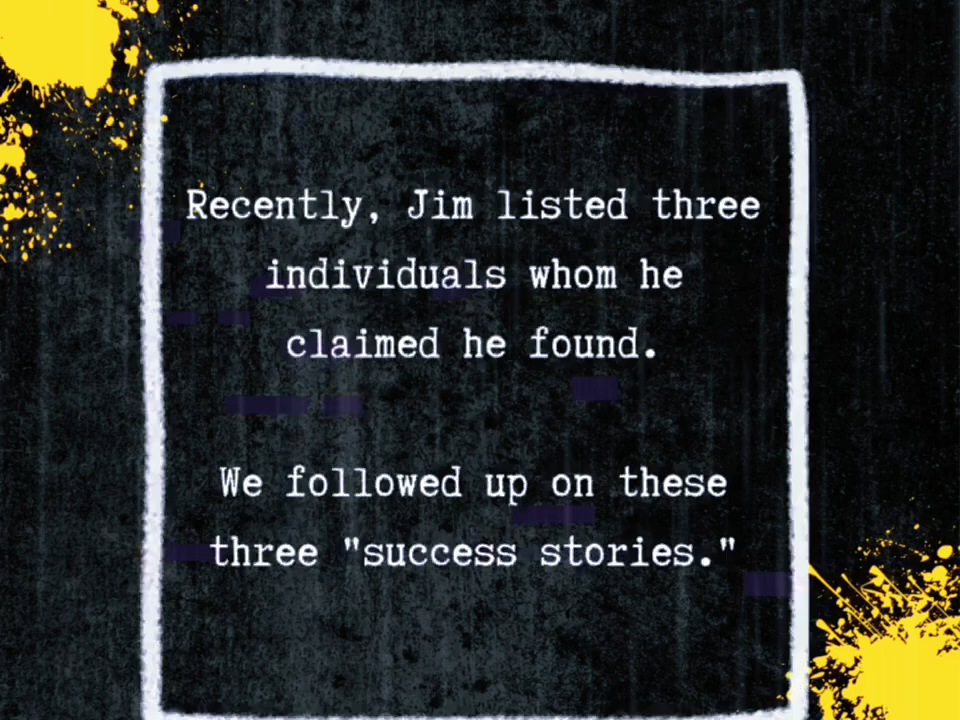 Recently, Jim listed three
individuals whom he
claimed he found.
We followed up on these
three "success stories."